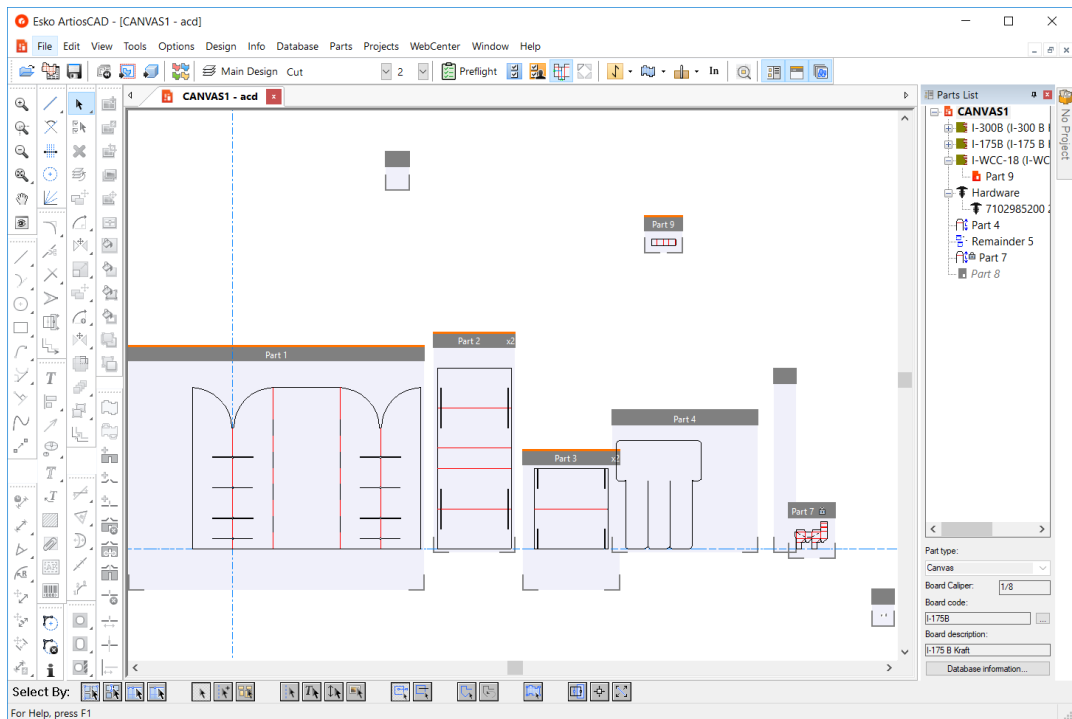 Esko ArtiosCAD - [CANVAS1 - acd]
File Edit View Tools Options Design Info Database Parts Projects WebCenter Window Help
Main Design Cut 2 Preflight In
CANVAS1 - acd x
Parts List
No Project
CANVAS1
I-300B (I-300 B
I-175B (I-175 B
I-WCC-18 (I-WC
Part 9
Hardware
7102985200
Part 4
Remainder 5
Part 7
Part 8
Part 9
Part 1
Part 2 x2
Part 3
Part 4
Part 7
Part type:
Canvas
Board Caliper: 1/8
Board code:
I-175B ...
Board description:
I-175 B Kraft
Database information...
Select By:
For Help, press F1